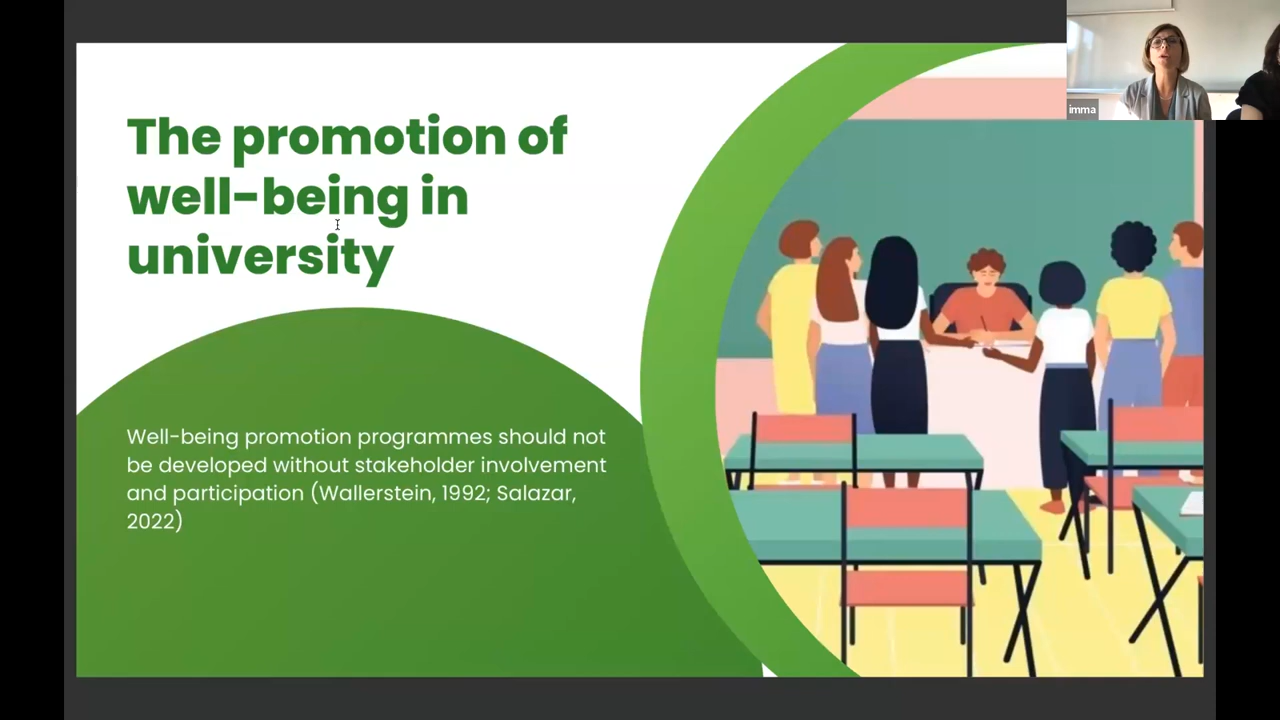 The promotion of
well-being in
university
Well-being promotion programmes should not
be developed without stakeholder involvement
and participation (Wallerstein, 1992; Salazar,
2022)
imma